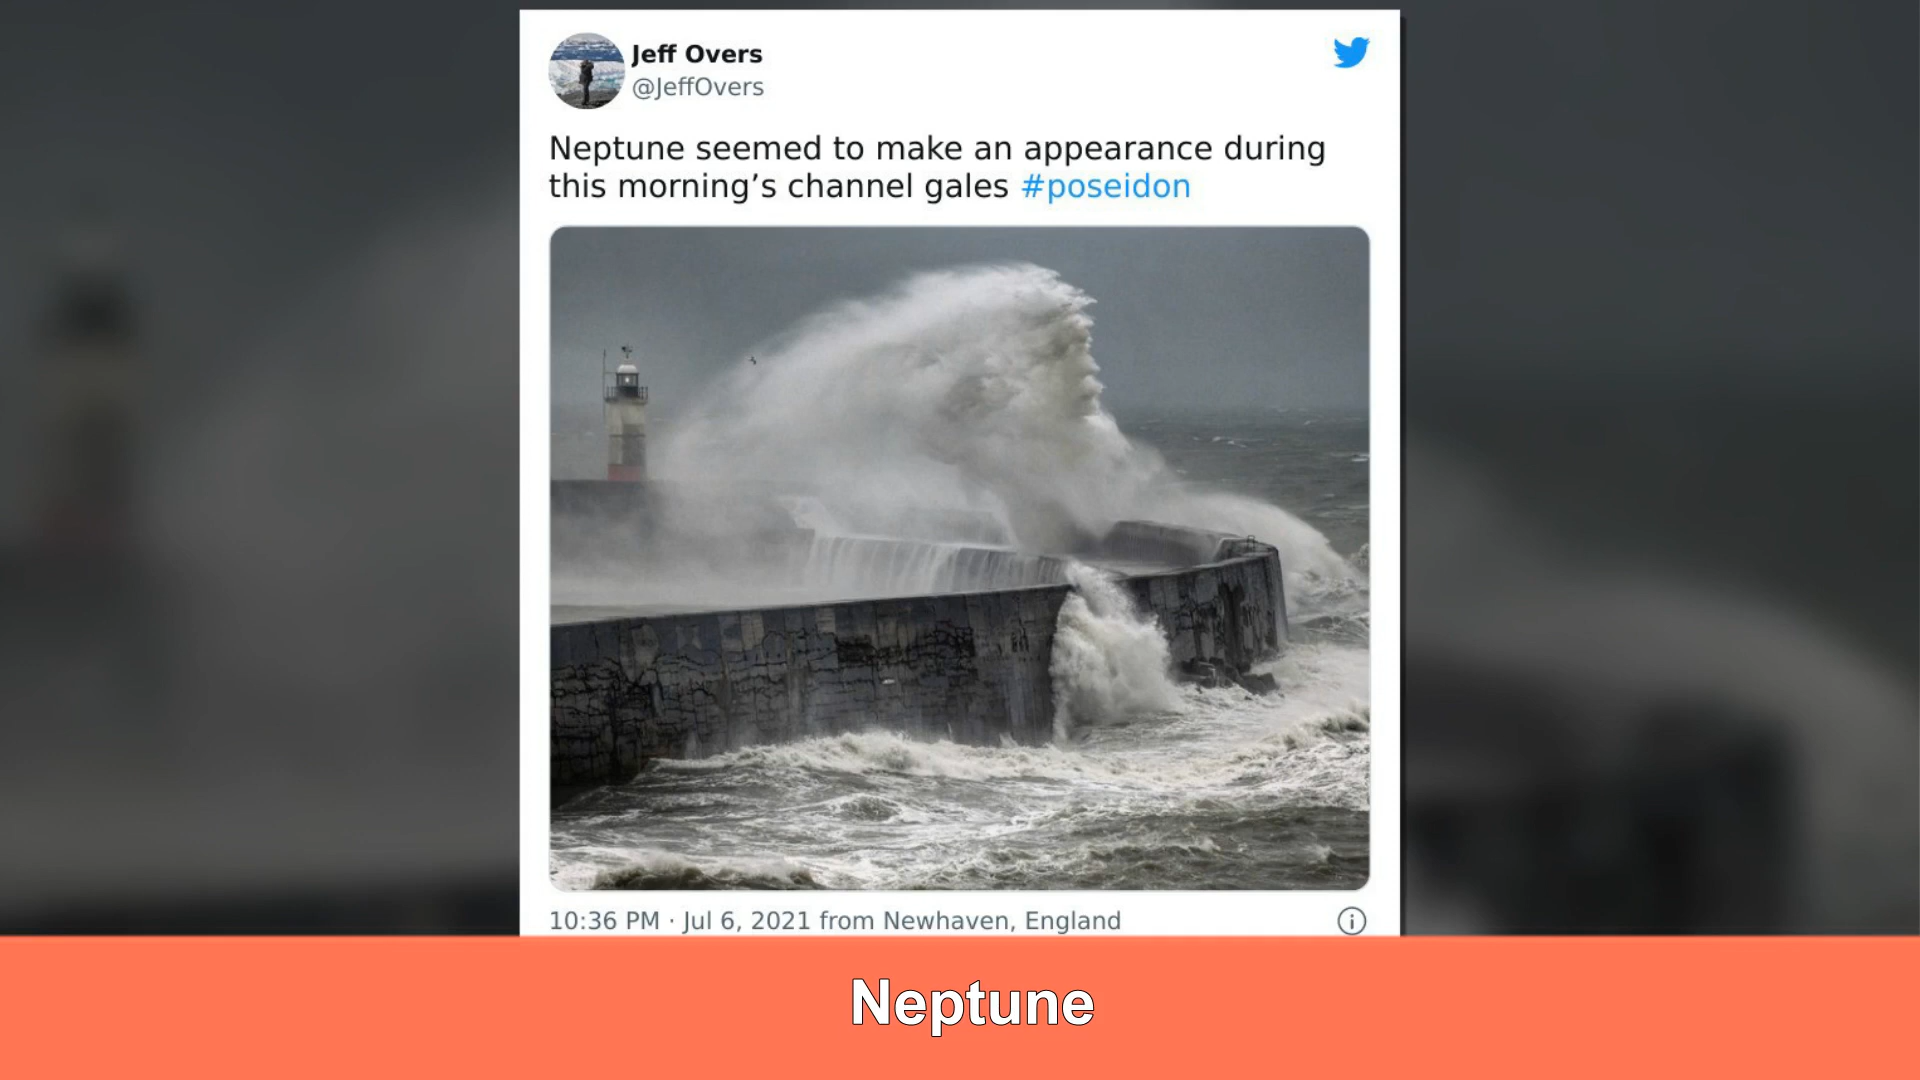 Jeff Overs
@JeffOvers
Neptune seemed to make an appearance during
this morning’s channel gales #poseidon
10:36 PM · Jul 6, 2021 from Newhaven, England
Neptune